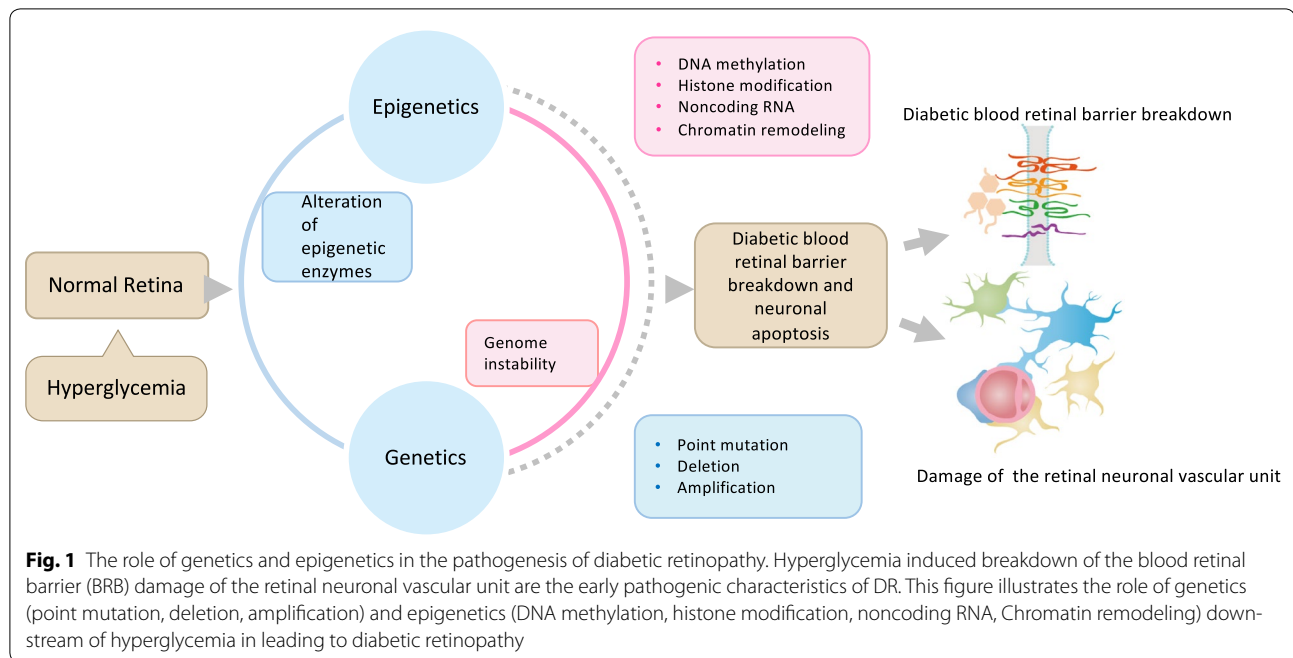 Epigenetics
Alteration
of
epigenetic
enzymes
Normal Retina
Hyperglycemia
Genome
instability
Genetics
• DNA methylation
• Histone modification
• Noncoding RNA
• Chromatin remodeling
Diabetic blood
retinal barrier
breakdown and
neuronal
apoptosis
• Point mutation
• Deletion
• Amplification
Diabetic blood retinal barrier breakdown
Damage of the retinal neuronal vascular unit
Fig. 1 The role of genetics and epigenetics in the pathogenesis of diabetic retinopathy. Hyperglycemia induced breakdown of the blood retinal
barrier (BRB) damage of the retinal neuronal vascular unit are the early pathogenic characteristics of DR. This figure illustrates the role of genetics
(point mutation, deletion, amplification) and epigenetics (DNA methylation, histone modification, noncoding RNA, Chromatin remodeling) down-
stream of hyperglycemia in leading to diabetic retinopathy